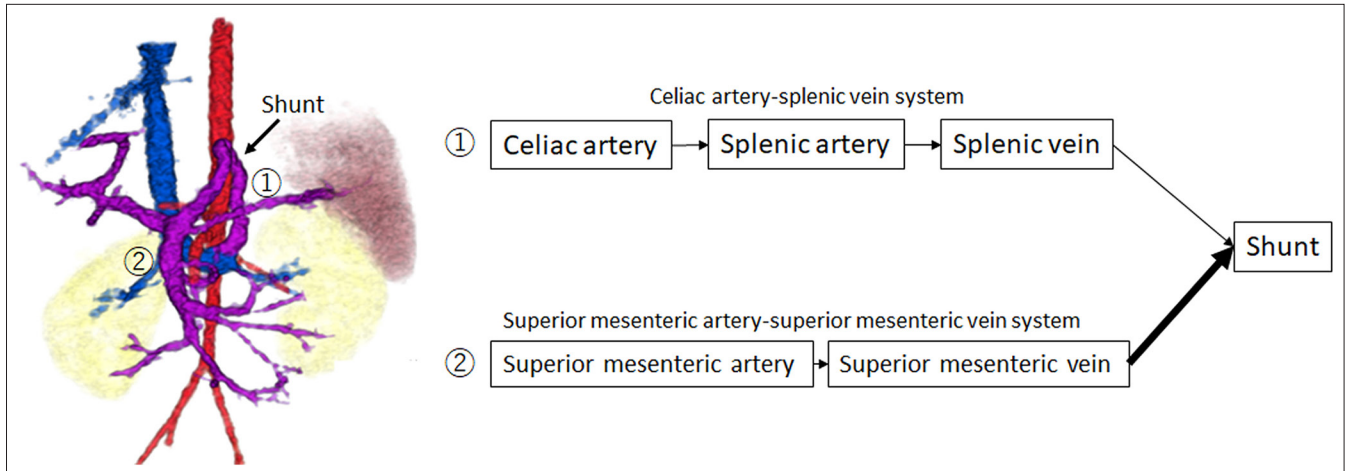 Shunt
①
②
Celiac artery-splenic vein system
① Celiac artery Splenic artery Splenic vein
Shunt
Superior mesenteric artery-superior mesenteric vein system
② Superior mesenteric artery Superior mesenteric vein